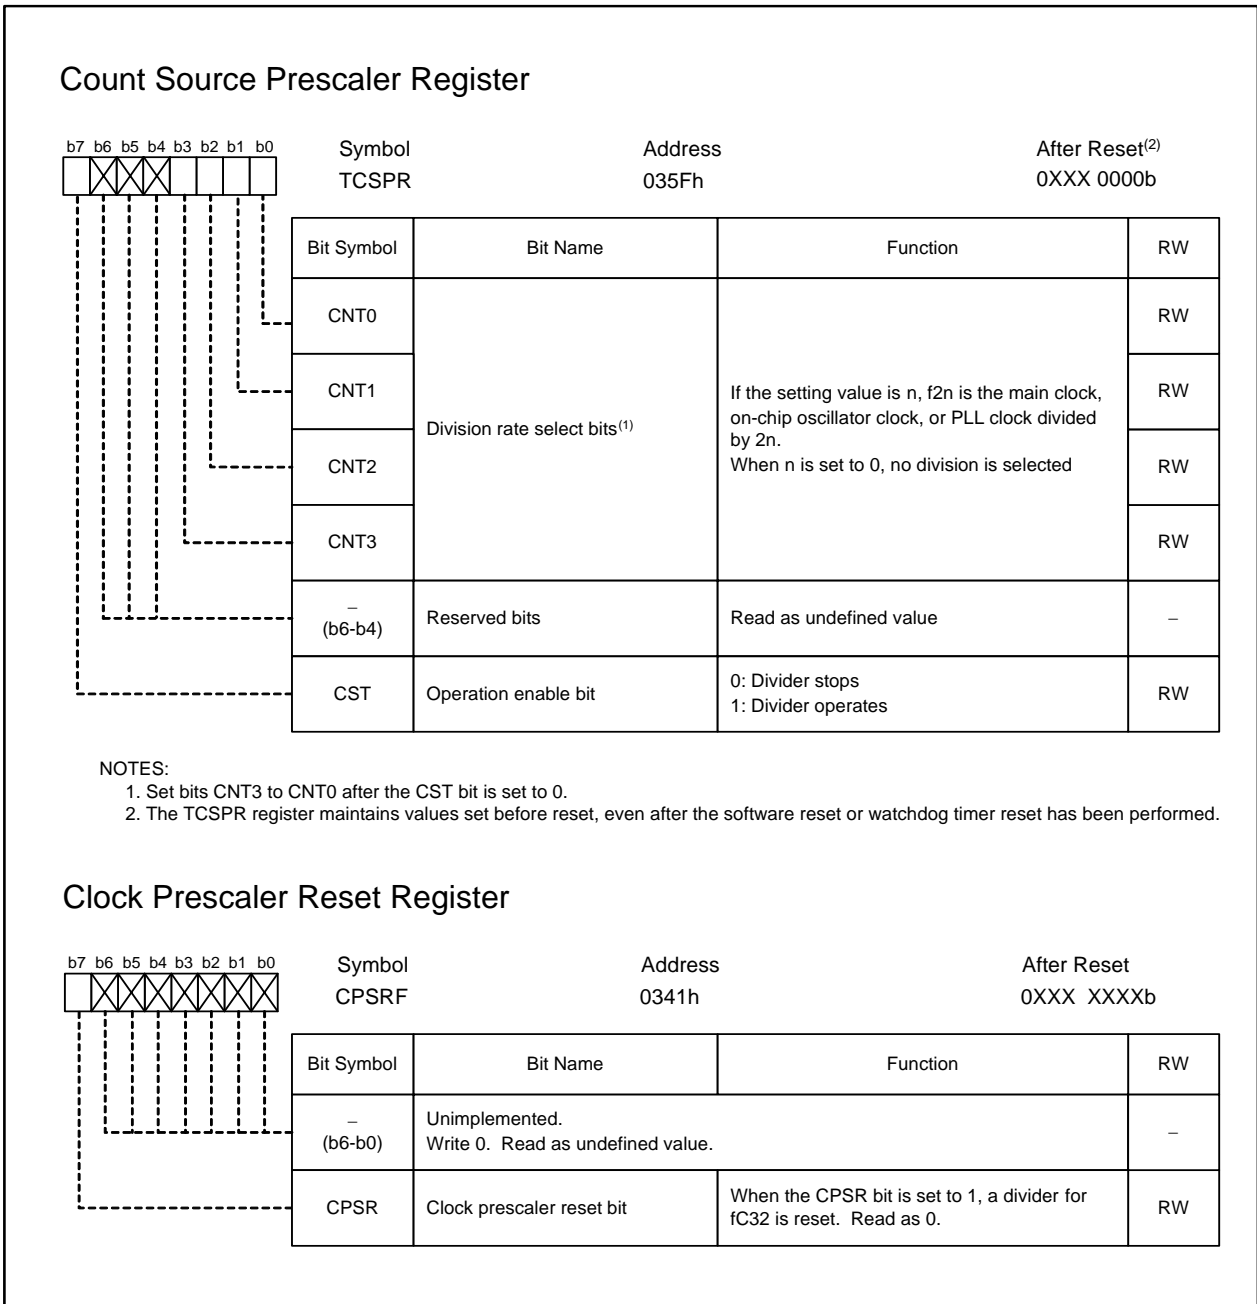 Count Source Prescaler Register
b7 b6 b5 b4 b3 b2 b1 b0
Symbol Address After Reset(2)
TCSPR 035Fh 0XXX 0000b
Bit Symbol Bit Name Function RW
CNT0 RW
CNT1 RW
Division rate select bits(1)
If the setting value is n, f2n is the main clock,
on-chip oscillator clock, or PLL clock divided
by 2n.
When n is set to 0, no division is selected
CNT2 RW
CNT3 RW
–
(b6-b4) Reserved bits Read as undefined value –
CST Operation enable bit
0: Divider stops
1: Divider operates
RW
NOTES:
1. Set bits CNT3 to CNT0 after the CST bit is set to 0.
2. The TCSPR register maintains values set before reset, even after the software reset or watchdog timer reset has been performed.
Clock Prescaler Reset Register
b7 b6 b5 b4 b3 b2 b1 b0
Symbol Address After Reset
CPSRF 0341h 0XXX XXXXb
Bit Symbol Bit Name Function RW
–
(b6-b0)
Unimplemented.
Write 0. Read as undefined value.
–
CPSR Clock prescaler reset bit
When the CPSR bit is set to 1, a divider for
fC32 is reset. Read as 0.
RW